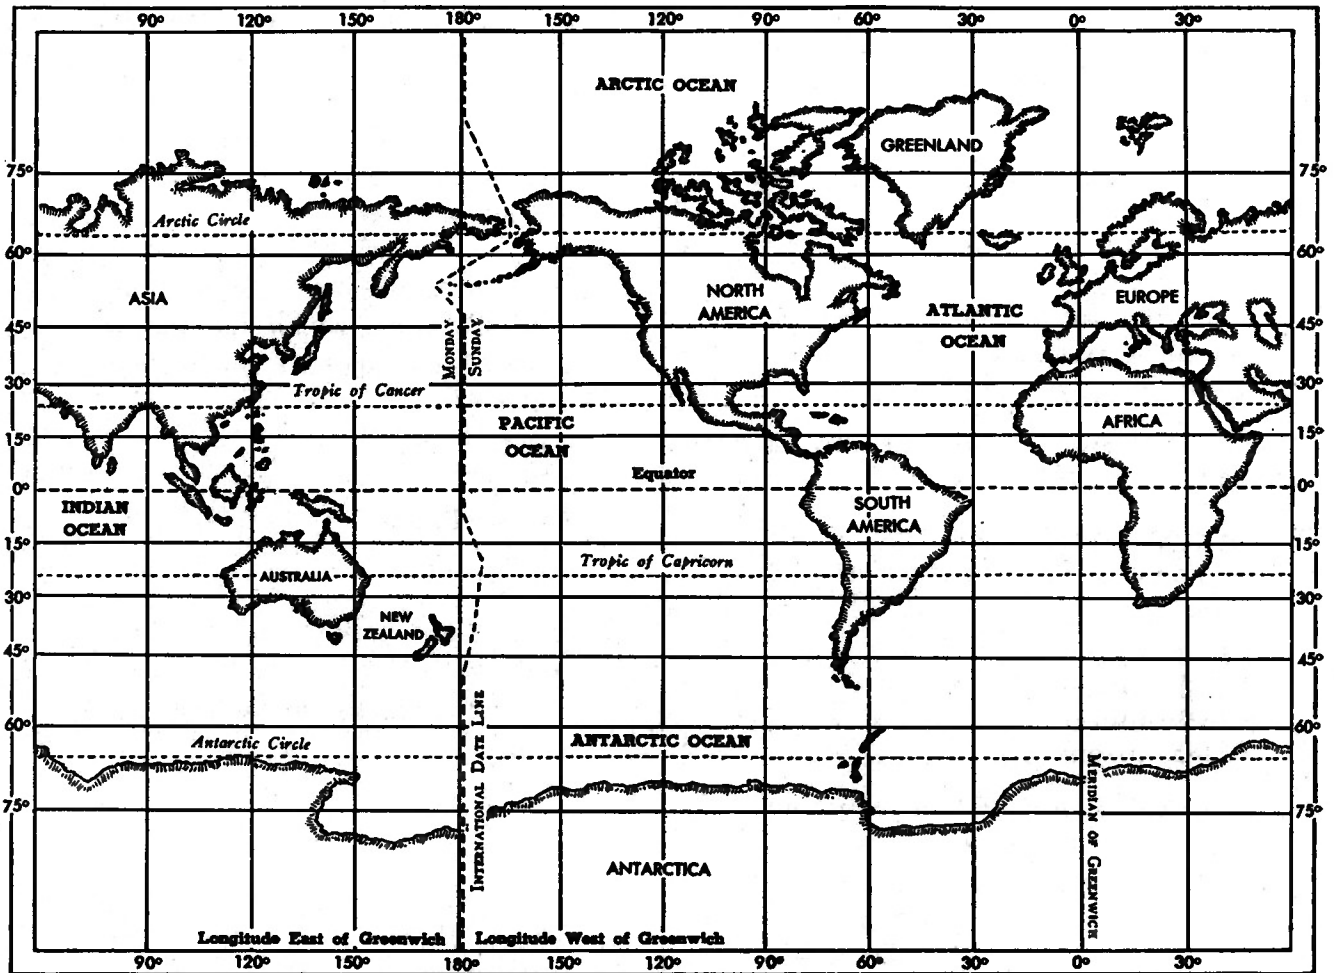 90° 120° 150° 180° 150° 120° 90° 60° 30° 0° 30°
ARCTIC OCEAN
GREENLAND
75° 75°
Arctic Circle
60° 60°
ASIA
NORTH
AMERICA
ATLANTIC
OCEAN
EUROPE
45° 45°
MONDAY
SUNDAY
30° 30°
Tropic of Cancer
PACIFIC
OCEAN
AFRICA
15° 15°
Equator
0° 0°
INDIAN
OCEAN
SOUTH
AMERICA
15° 15°
Tropic of Capricorn
AUSTRALIA
30° 30°
NEW
ZEALAND
45° 45°
60° 60°
Antarctic Circle
ANTARCTIC OCEAN
INTERNATIONAL DATE LINE
MERIDIAN OF GREENWICH
75° 75°
ANTARCTICA
Longitude East of Greenwich
Longitude West of Greenwich
90° 120° 150° 180° 150° 120° 90° 60° 30° 0° 30°